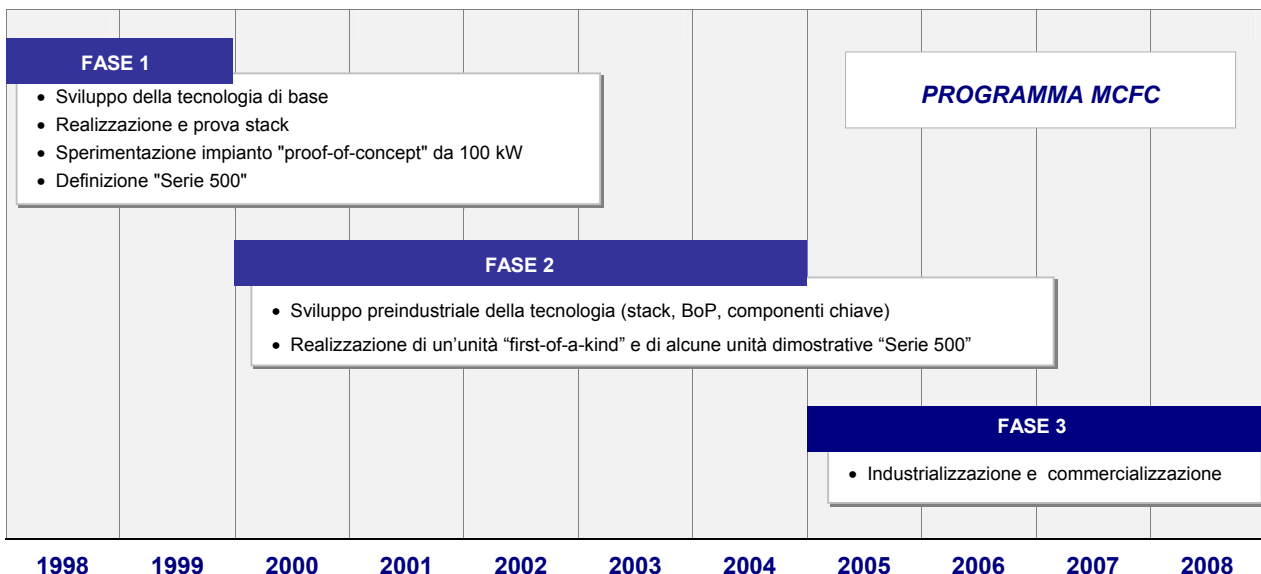 FASE 1
• Sviluppo della tecnologia di base
• Realizzazione e prova stack
• Sperimentazione impianto "proof-of-concept" da 100 kW
• Definizione "Serie 500"
PROGRAMMA MCFC
FASE 2
• Sviluppo preindustriale della tecnologia (stack, BoP, componenti chiave)
• Realizzazione di un’unità “first-of-a-kind” e di alcune unità dimostrative “Serie 500”
FASE 3
• Industrializzazione e commercializzazione
1998 1999 2000 2001 2002 2003 2004 2005 2006 2007 2008